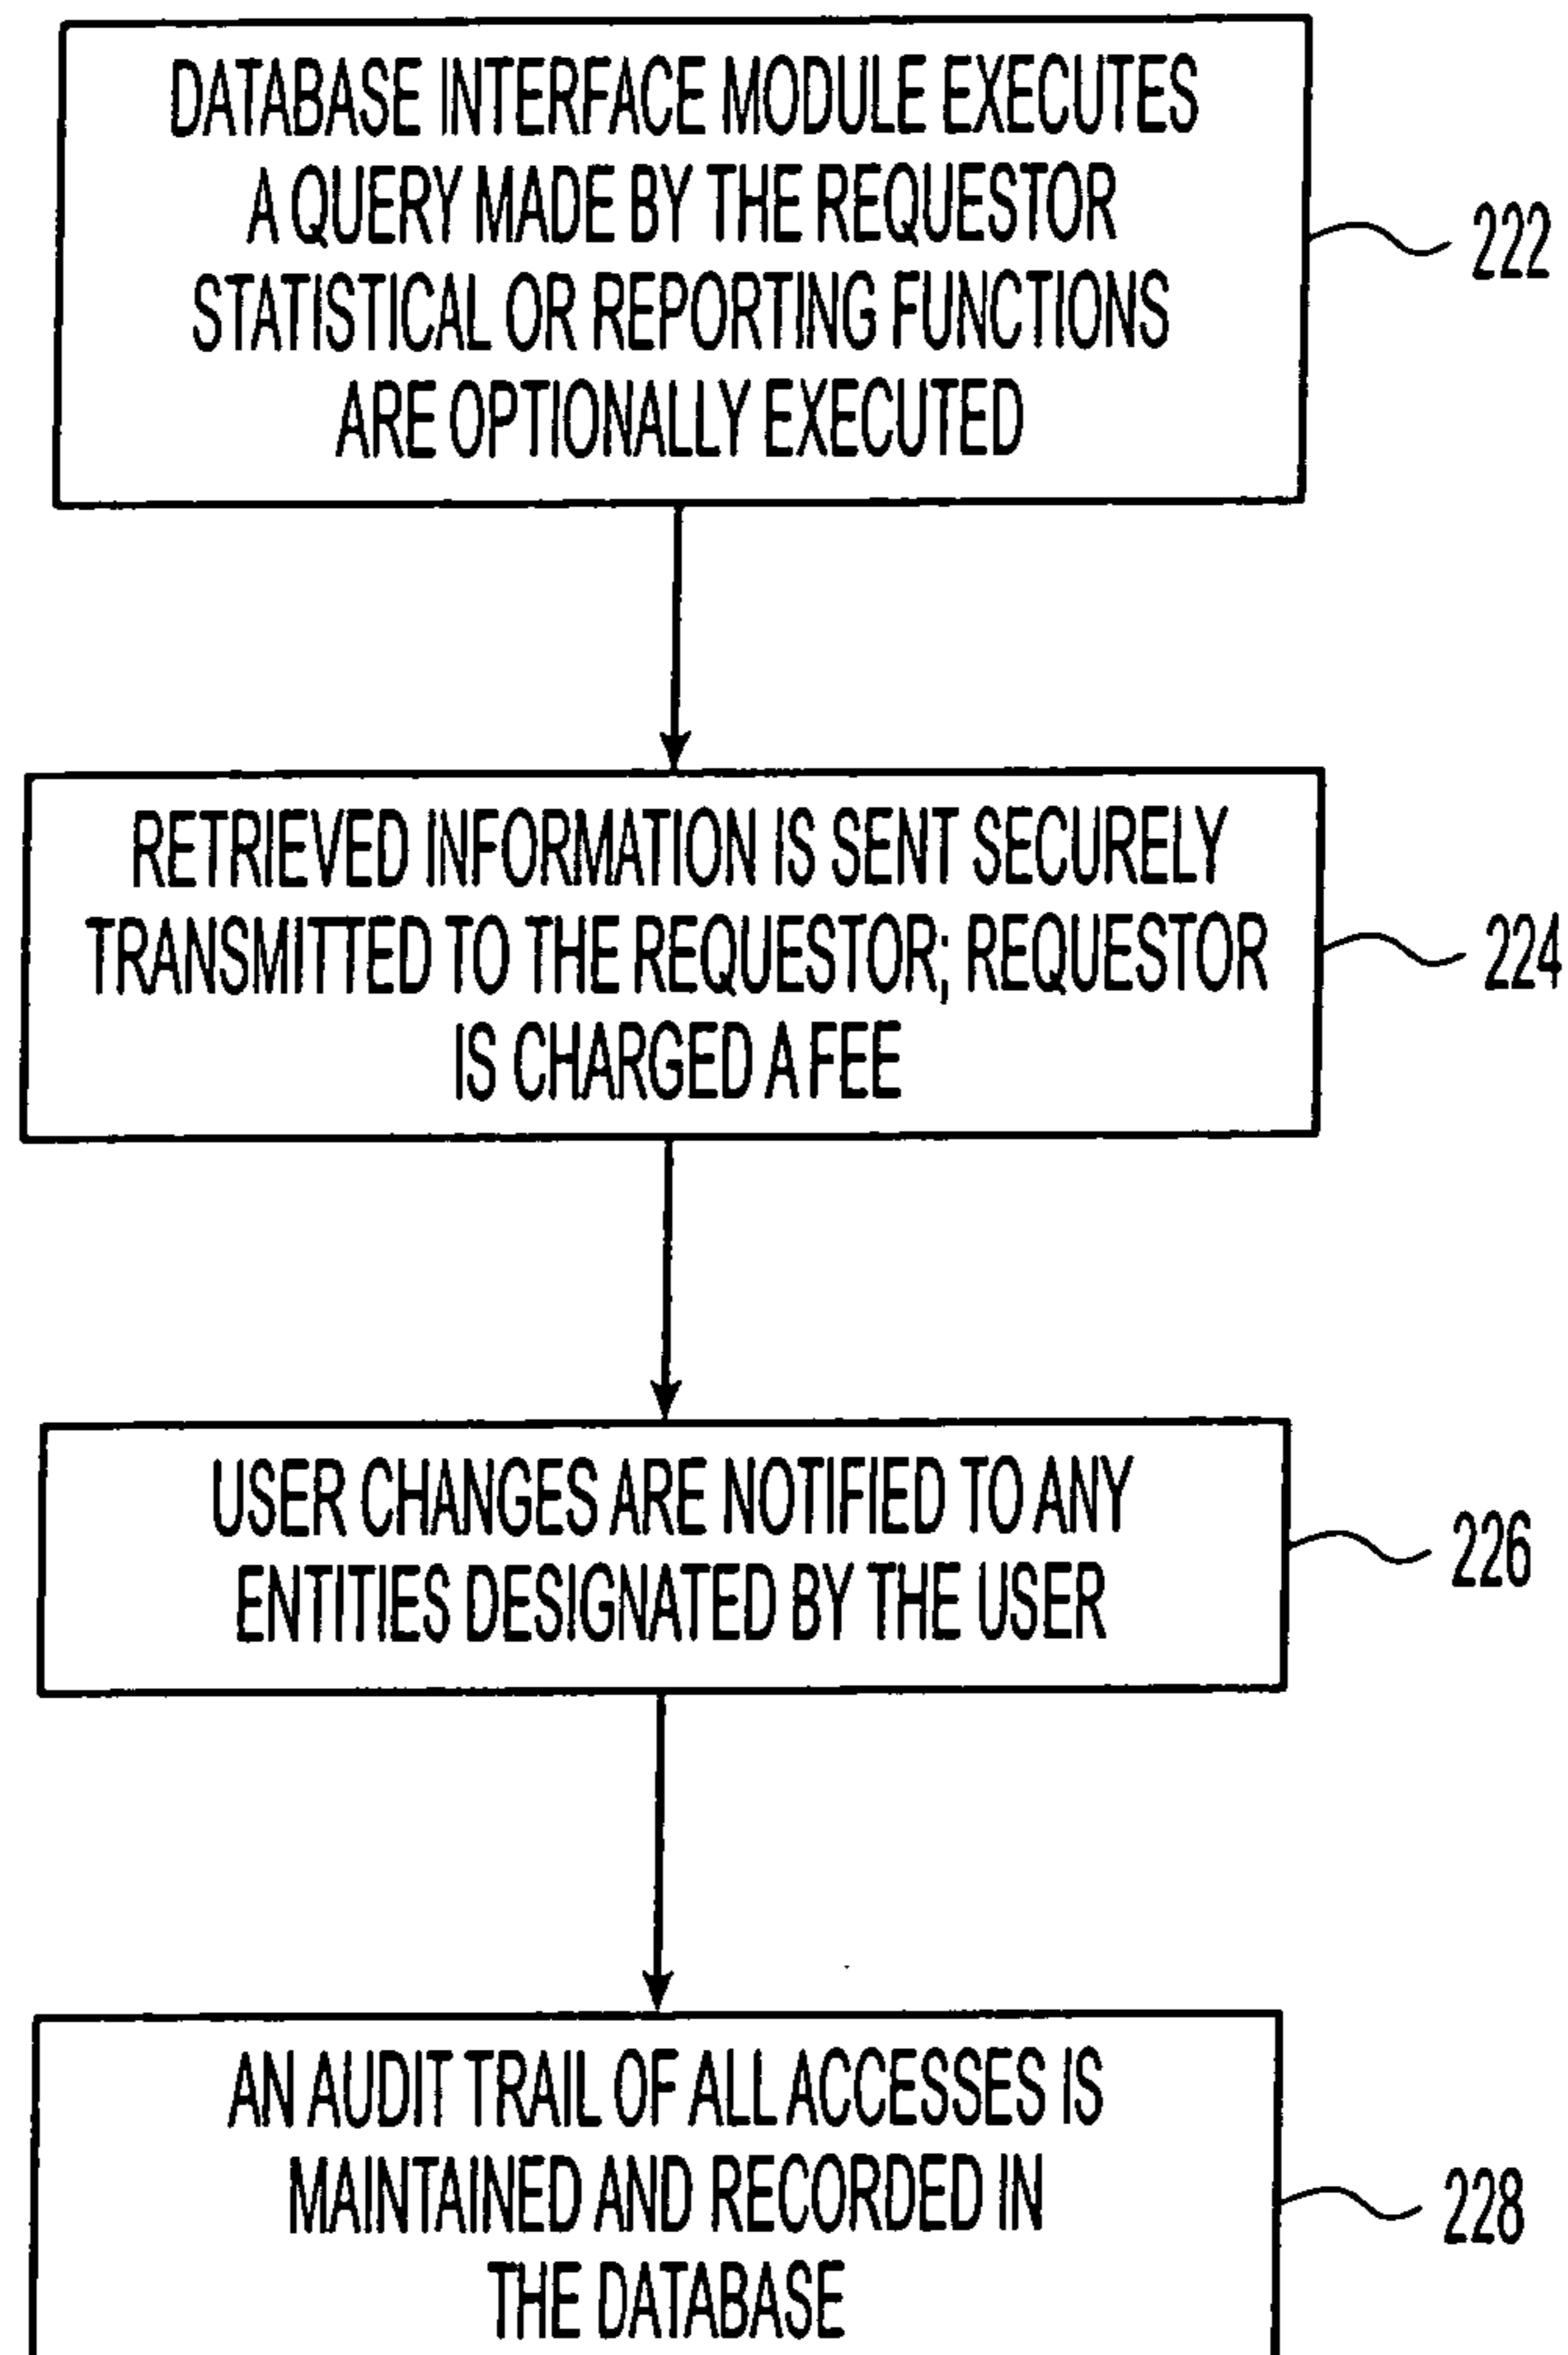 DATABASE INTERFACE MODULE EXECUTES
A QUERY MADE BY THE REQUESTOR
STATISTICAL OR REPORTING FUNCTIONS
ARE OPTIONALLY EXECUTED
222
RETRIEVED INFORMATION IS SENT SECURELY
TRANSMITTED TO THE REQUESTOR; REQUESTOR
IS CHARGED A FEE
224
USER CHANGES ARE NOTIFIED TO ANY
ENTITIES DESIGNATED BY THE USER
226
AN AUDIT TRAIL OF ALL ACCESSES IS
MAINTAINED AND RECORDED IN
THE DATABASE
228